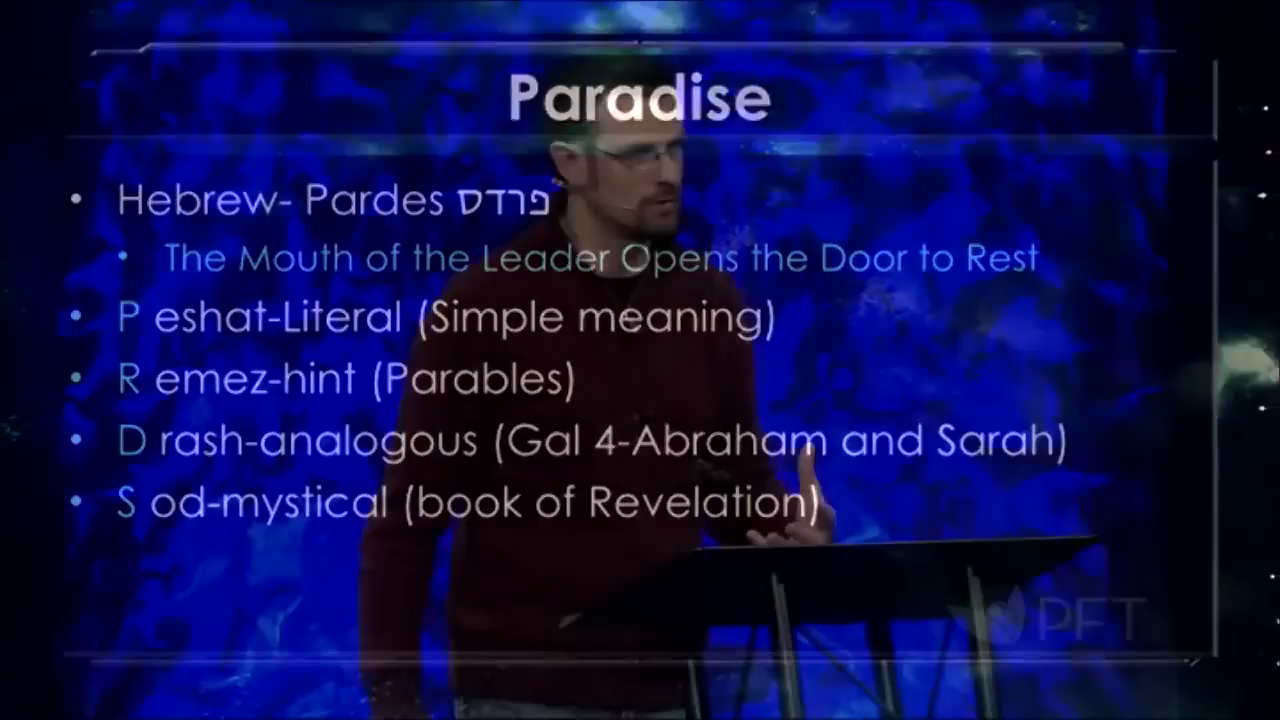 Paradise
• Hebrew- Pardes פרדס
• The Mouth of the Leader Opens the Door to Rest
• P eshat-Literal (Simple meaning)
• R emez-hint (Parables)
• D rash-analogous (Gal 4-Abraham and Sarah)
• S od-mystical (book of Revelation)
PFT